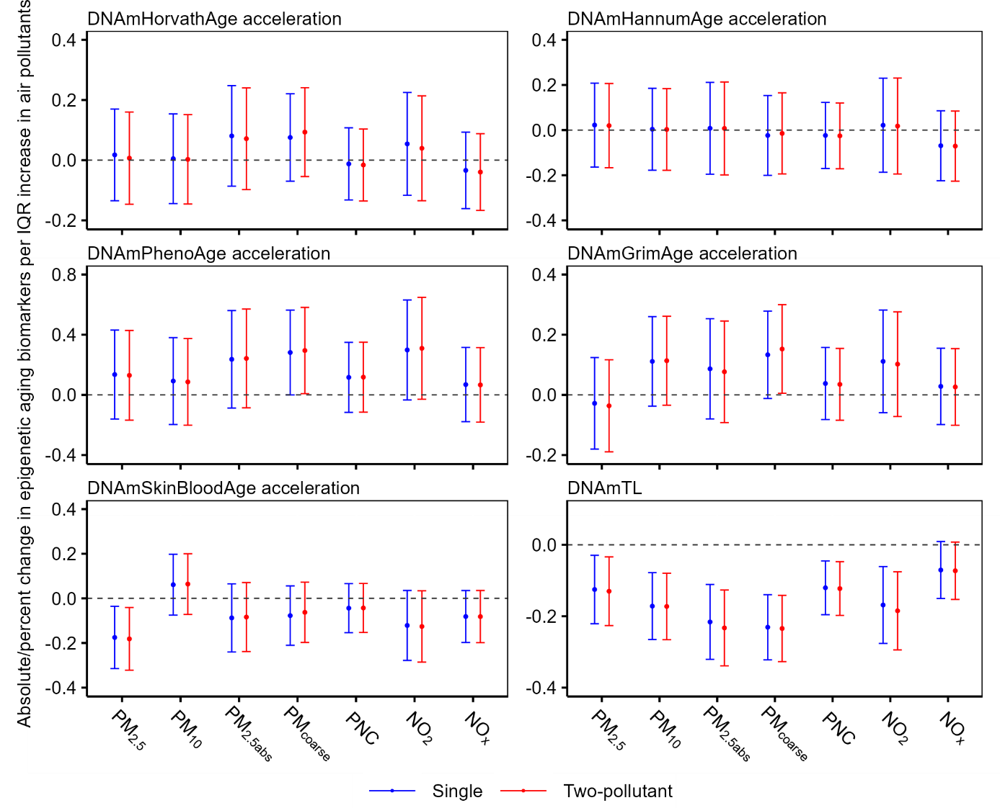 Absolute/percent change in epigenetic aging biomarkers per IQR increase in air pollutants
DNAmHorvathAge acceleration
0.4
0.2
0.0
-0.2
DNAmHannumAge acceleration
0.4
0.2
0.0
-0.2
-0.4
DNAmPhenoAge acceleration
0.8
0.4
0.0
-0.4
DNAmGrimAge acceleration
0.4
0.2
0.0
-0.2
DNAmSkinBloodAge acceleration
0.4
0.2
0.0
-0.2
-0.4
PM2.5
PM10
PM2.5abs
PMcoarse
PNC
NO2
NOx
DNAmTL
0.0
-0.2
-0.4
PM2.5
PM10
PM2.5abs
PMcoarse
PNC
NO2
NOx
Single Two-pollutant